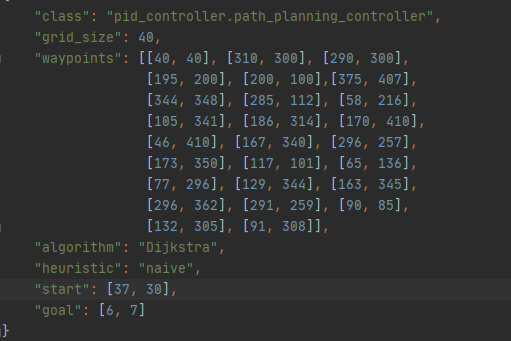 "class": "pid_controller.path_planning_controller",
"grid_size": 40,
"waypoints": [[40, 40], [310, 300], [290, 300],
[195, 200], [200, 100],[375, 407],
[344, 348], [285, 112], [58, 216],
[105, 341], [186, 314], [170, 410],
[46, 410], [167, 340], [296, 257],
[173, 350], [117, 101], [65, 136],
[77, 296], [129, 344], [163, 345],
[296, 362], [291, 259], [90, 85],
[132, 305], [91, 308]],
"algorithm": "Dijkstra",
"heuristic": "naive",
"start": [37, 30],
"goal": [6, 7]
}